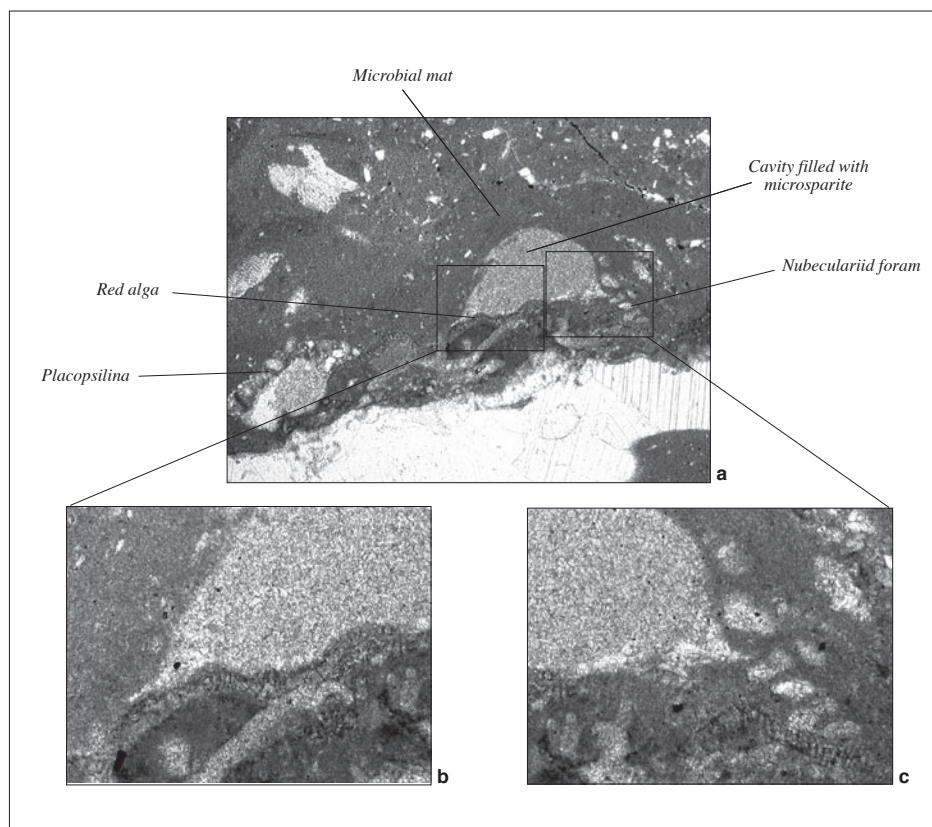 Microbial mat
Cavity filled with
microsparite
Nubeculariid foram
Red alga
Placopsilina
a
b
c